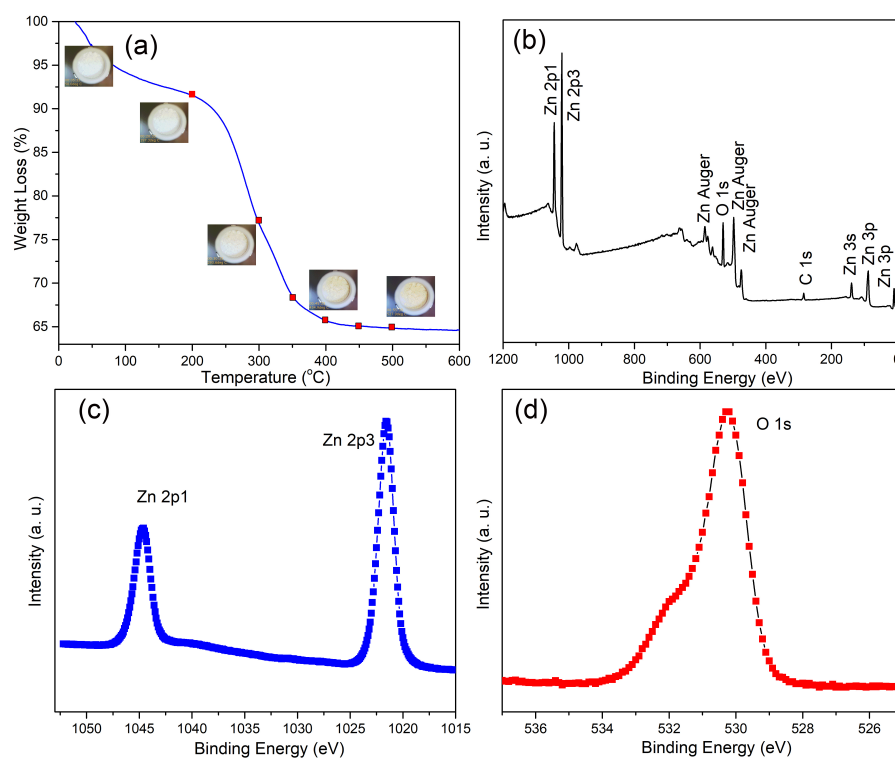 (a)
Weight Loss (%)
100
95
90
85
80
75
70
65
0 100 200 300 400 500 600
Temperature (°C)
(b)
Intensity (a. u.)
Zn 2p1
Zn 2p3
Zn Auger
O 1s
Zn Auger
Zn Auger
C 1s
Zn 3s
Zn 3p
Zn 3p
1200 1000 800 600 400 200 0
Binding Energy (eV)
(c)
Intensity (a. u.)
Zn 2p1
Zn 2p3
1050 1045 1040 1035 1030 1025 1020 1015
Binding Energy (eV)
(d)
Intensity (a. u.)
O 1s
536 534 532 530 528 526
Binding Energy (eV)